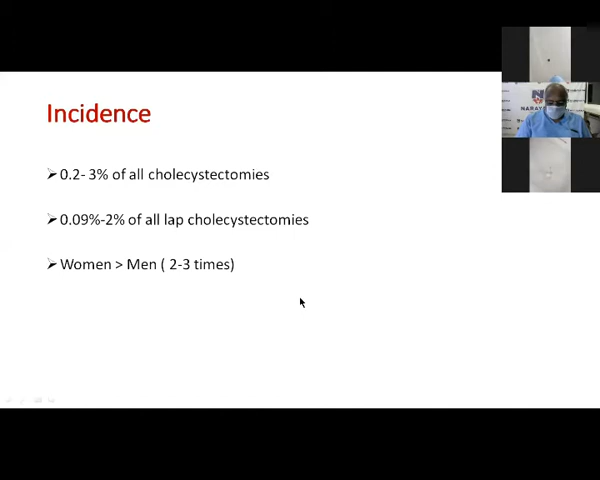 Incidence
0.2- 3% of all cholecystectomies
0.09%-2% of all lap cholecystectomies
Women > Men ( 2-3 times)